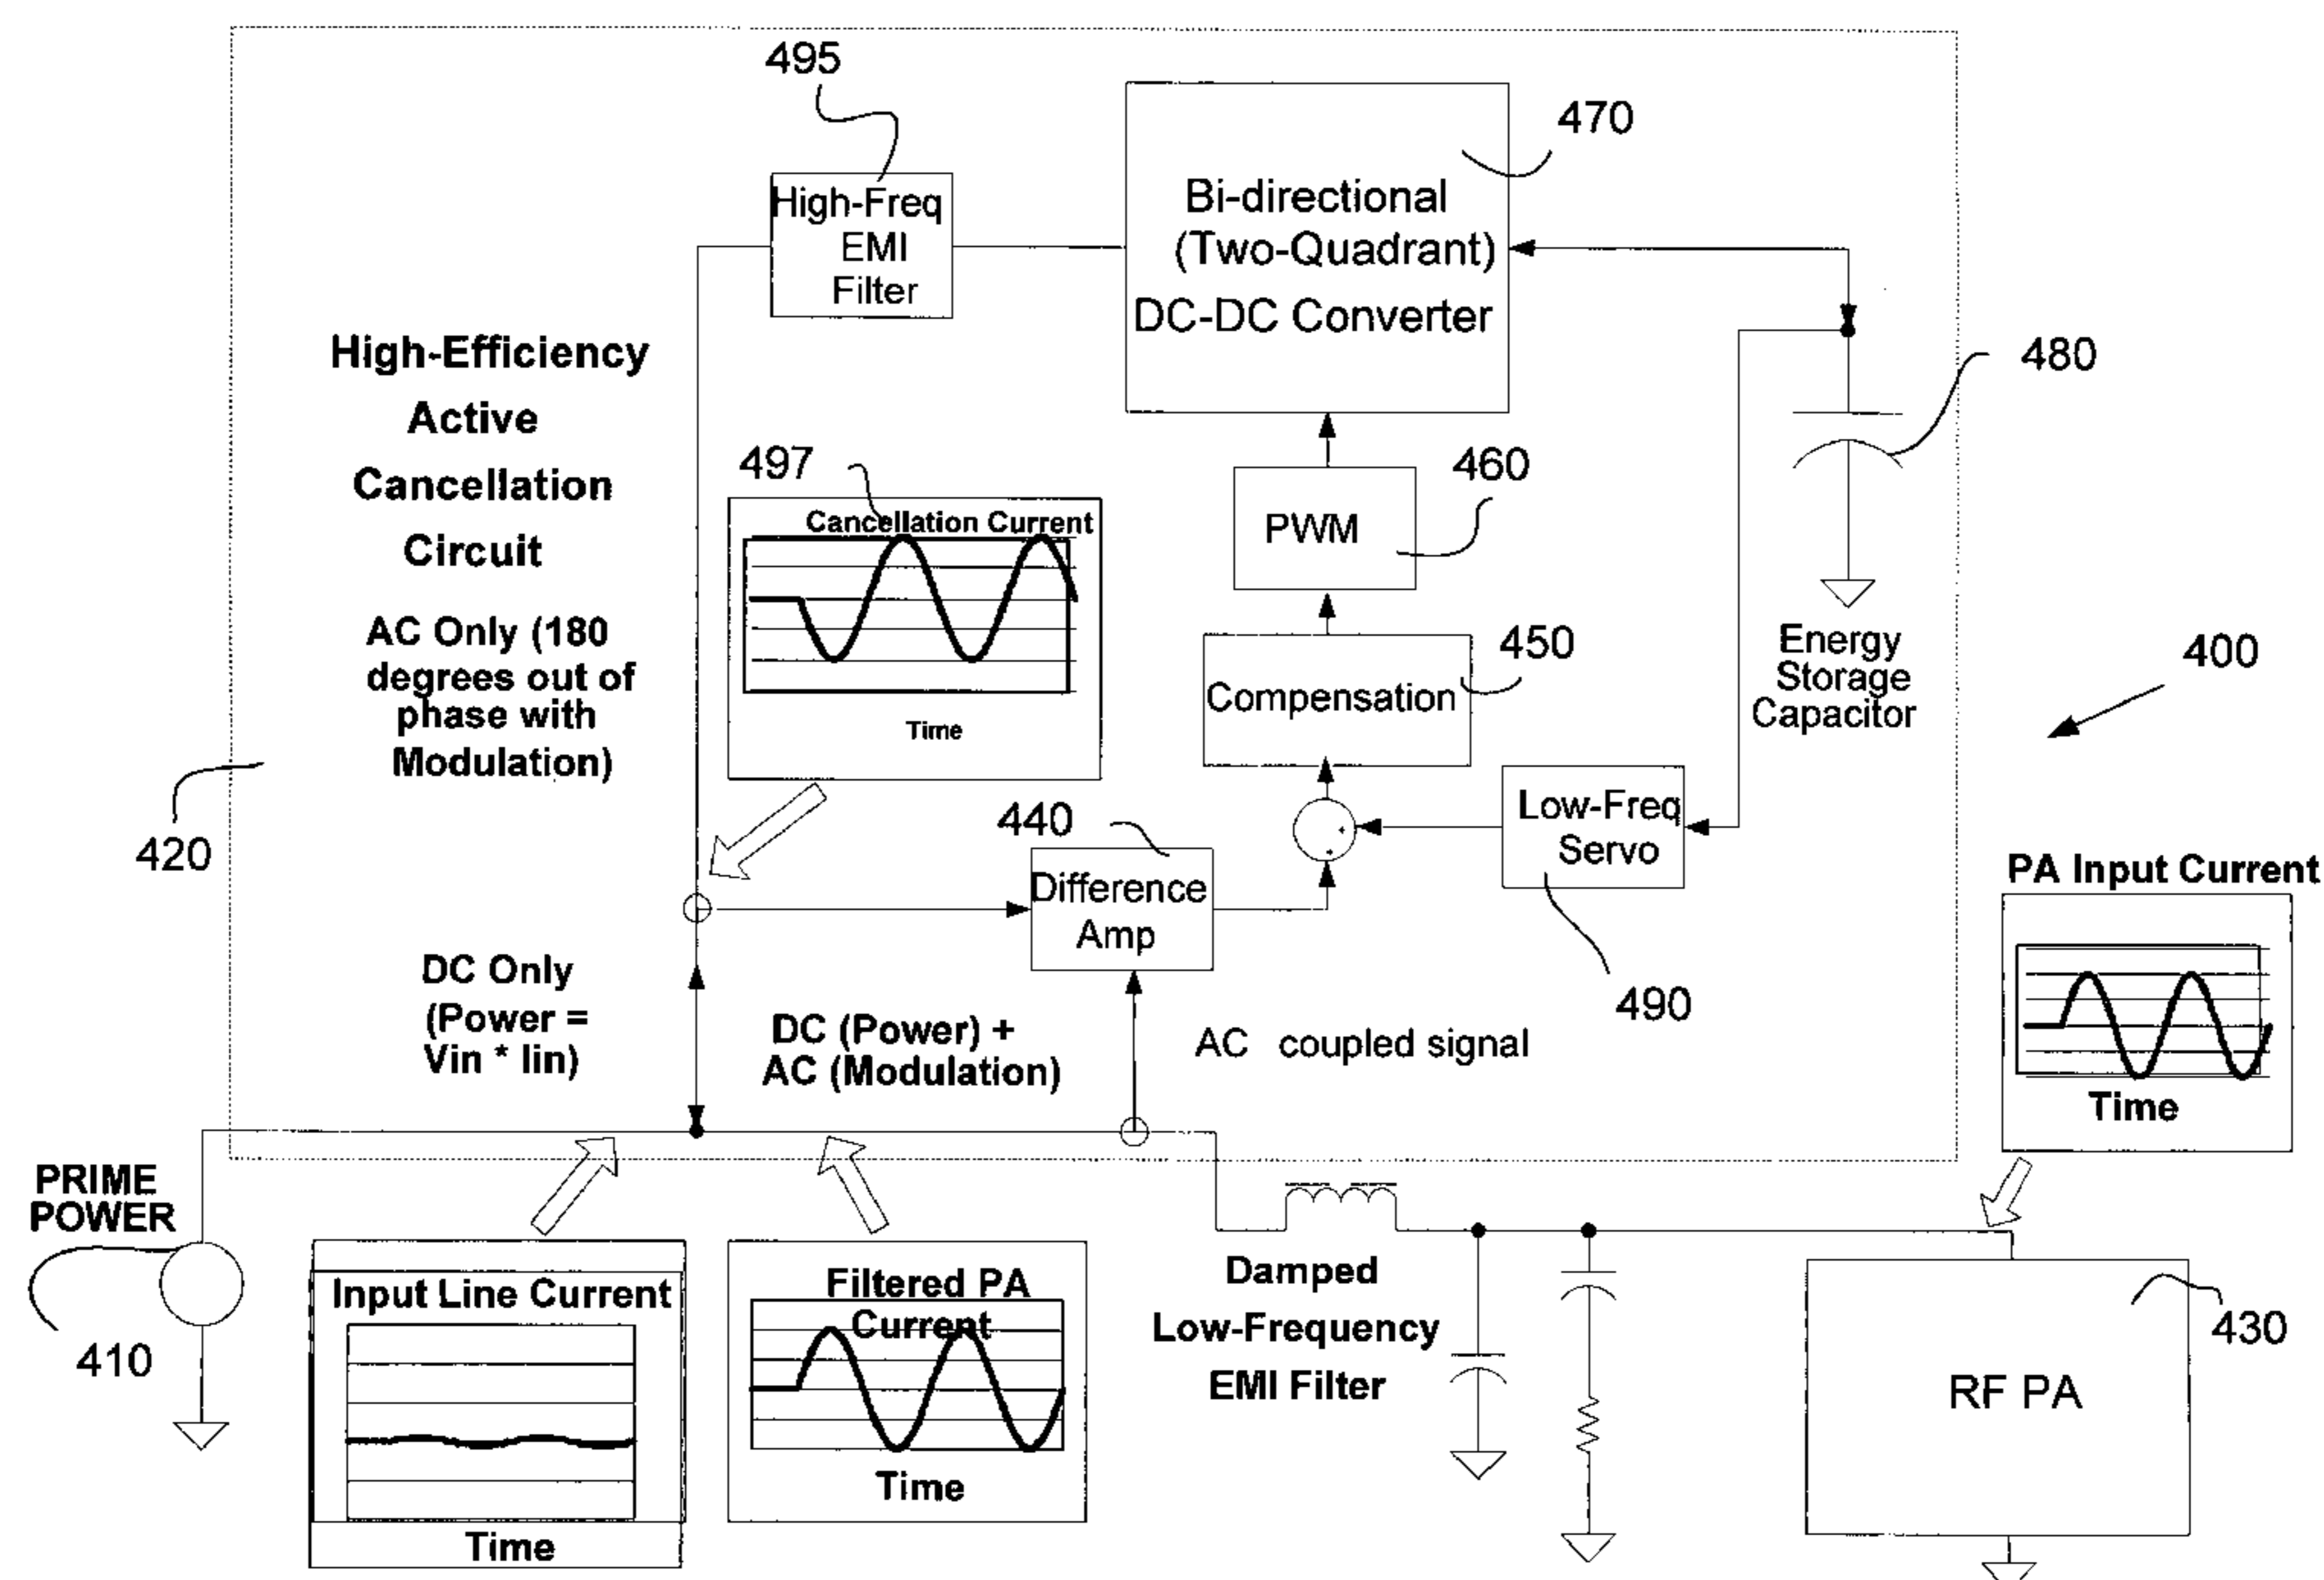 495
470
High-Freq
EMI
Filter
Bi-directional
(Two-Quadrant)
DC-DC Converter
480
High-Efficiency
Active
Cancellation
Circuit
AC Only (180
degrees out of
phase with
Modulation)
497
Cancellation Current
Time
460
PWM
450
Compensation
Energy
Storage
Capacitor
400
420
440
Difference
Amp
Low-Freq
Servo
490
PA Input Current
Time
DC Only
(Power =
Vin * Iin)
DC (Power) +
AC (Modulation)
AC coupled signal
PRIME
POWER
410
Input Line Current
Time
Filtered PA
Current
Time
Damped
Low-Frequency
EMI Filter
430
RF PA